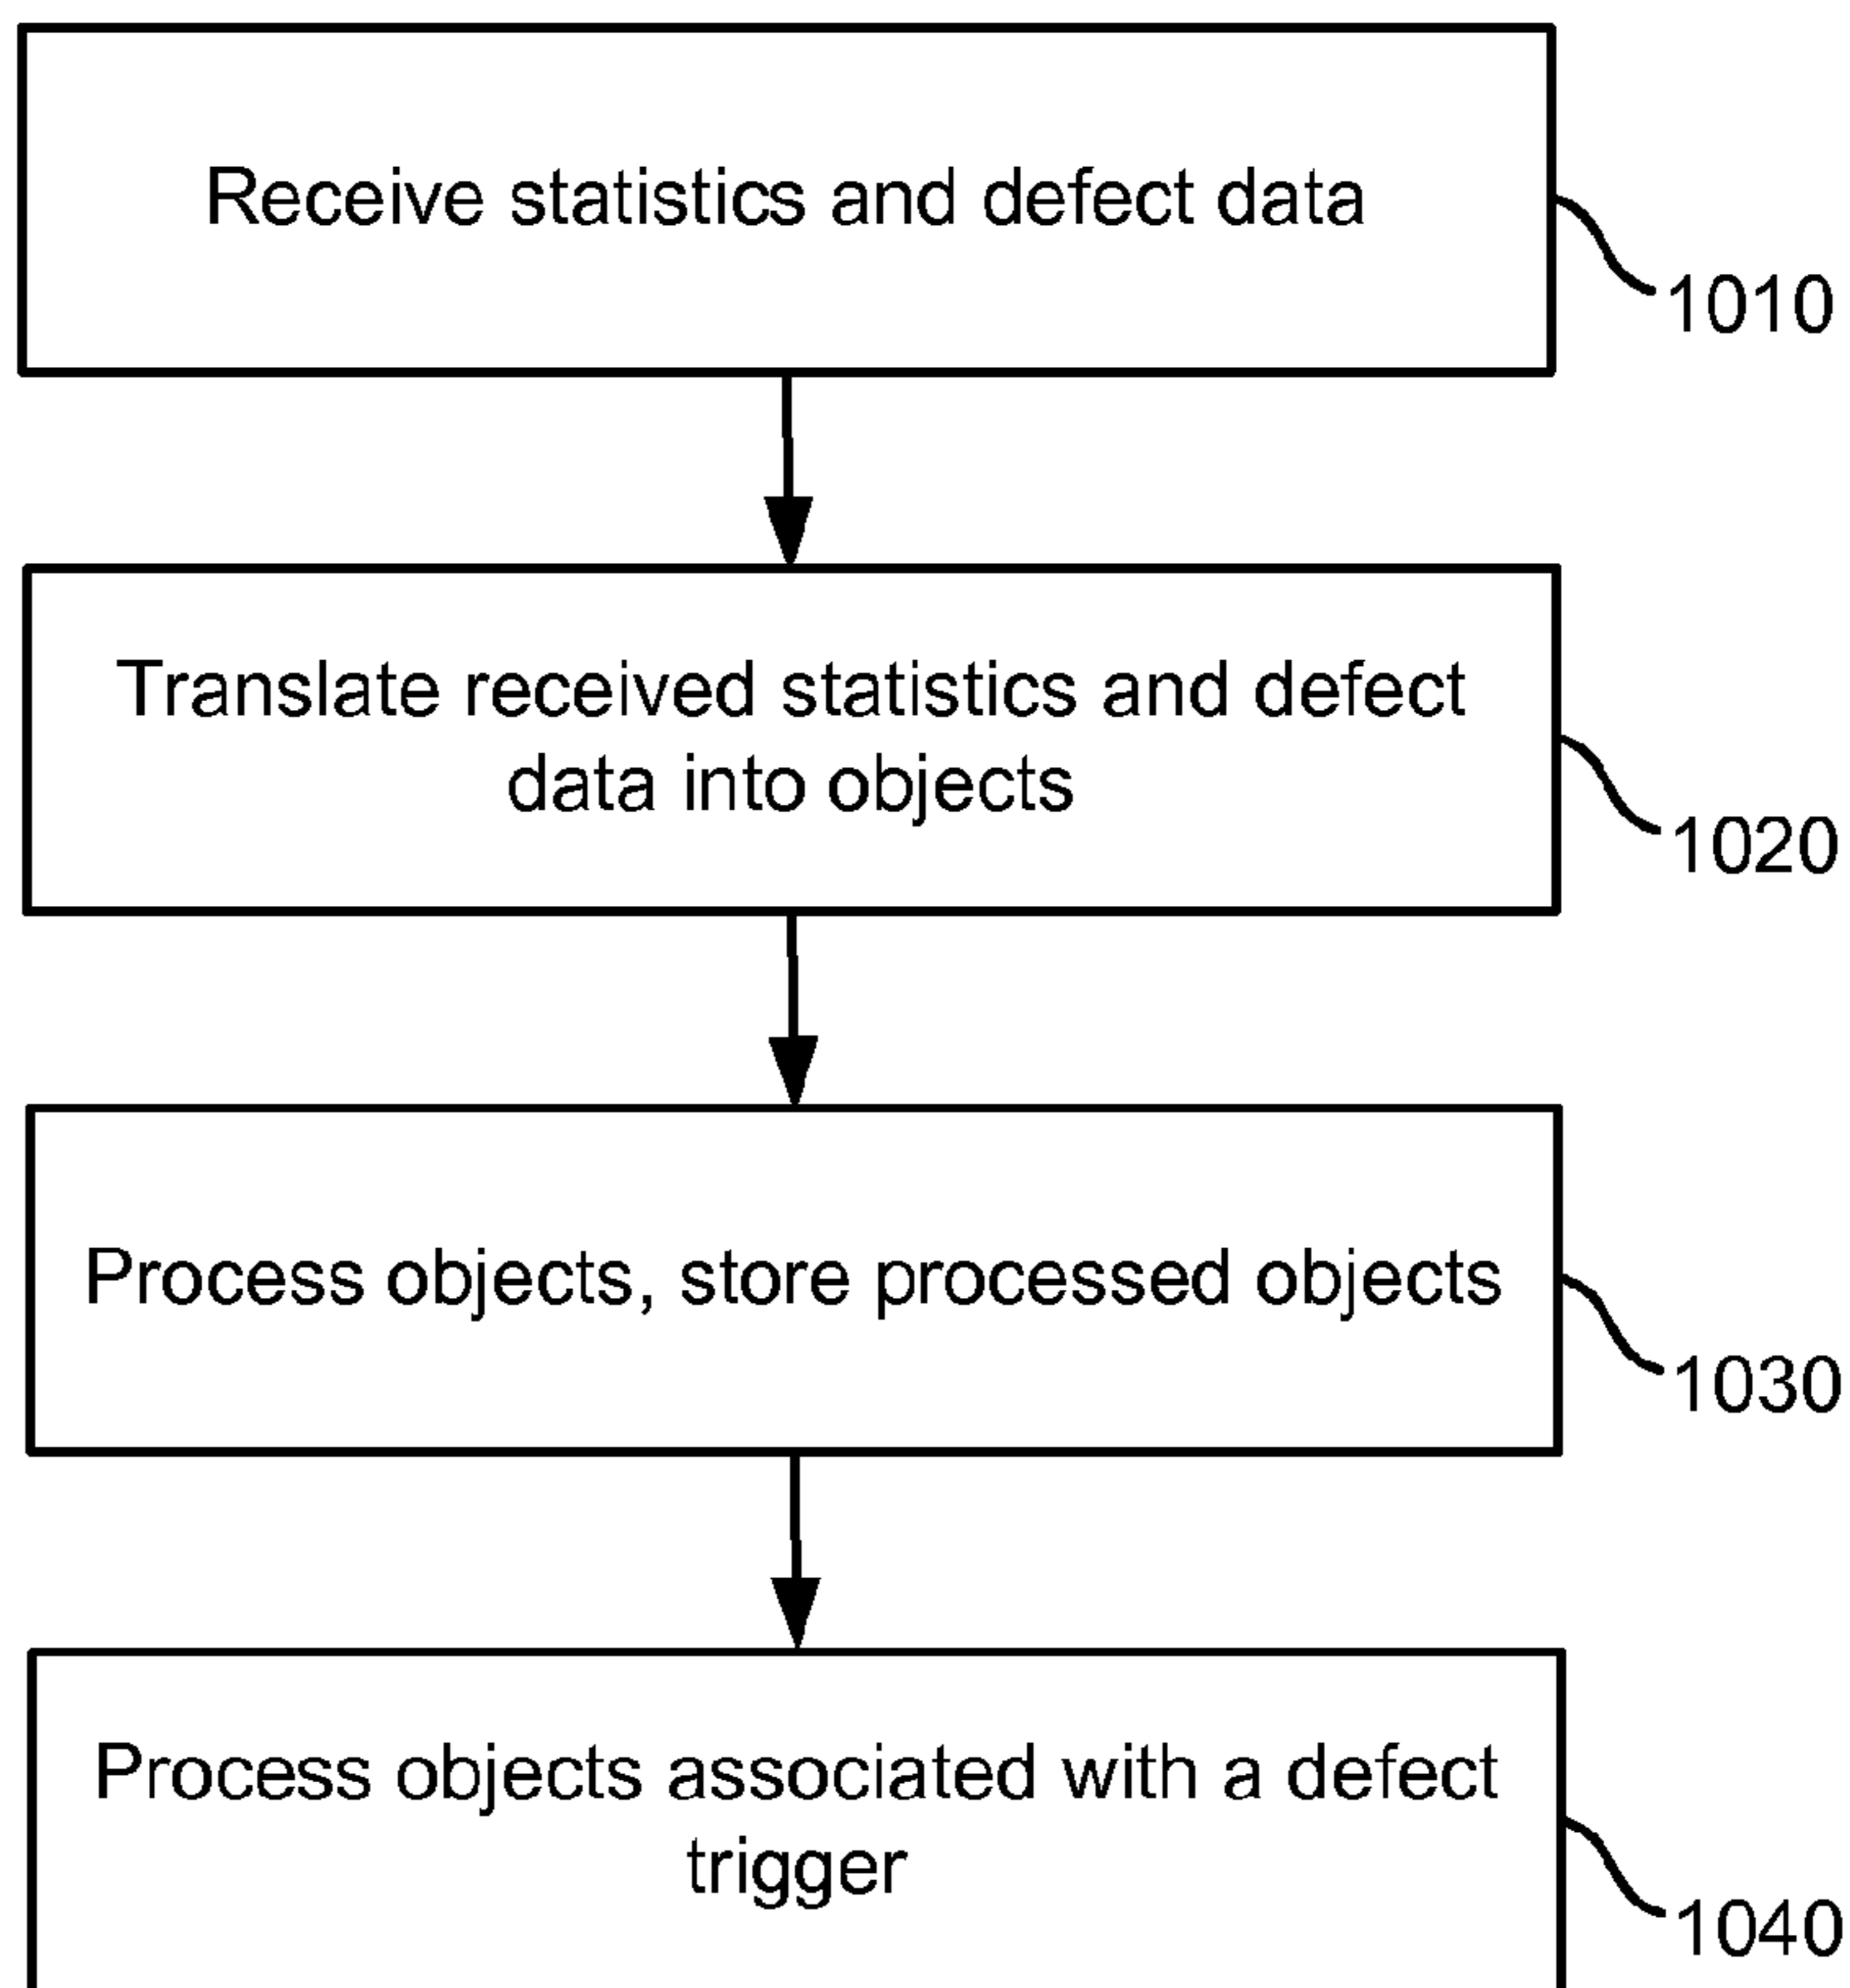 Receive statistics and defect data
1010
Translate received statistics and defect
data into objects
1020
Process objects, store processed objects
1030
Process objects associated with a defect
trigger
1040